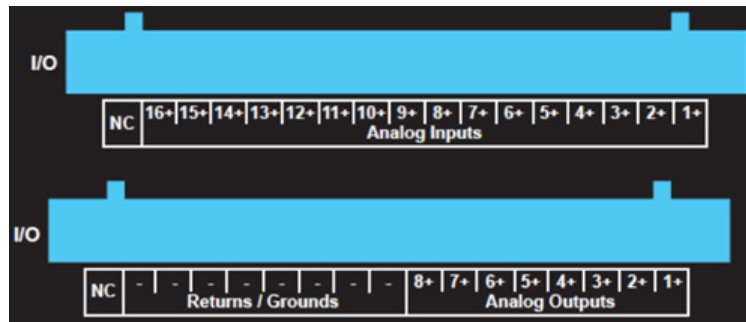 I/O
NC 16+ 15+ 14+ 13+ 12+ 11+ 10+ 9+ 8+ 7+ 6+ 5+ 4+ 3+ 2+ 1+
Analog Inputs
I/O
NC - - - - - - - - 8+ 7+ 6+ 5+ 4+ 3+ 2+ 1+
Returns / Grounds Analog Outputs